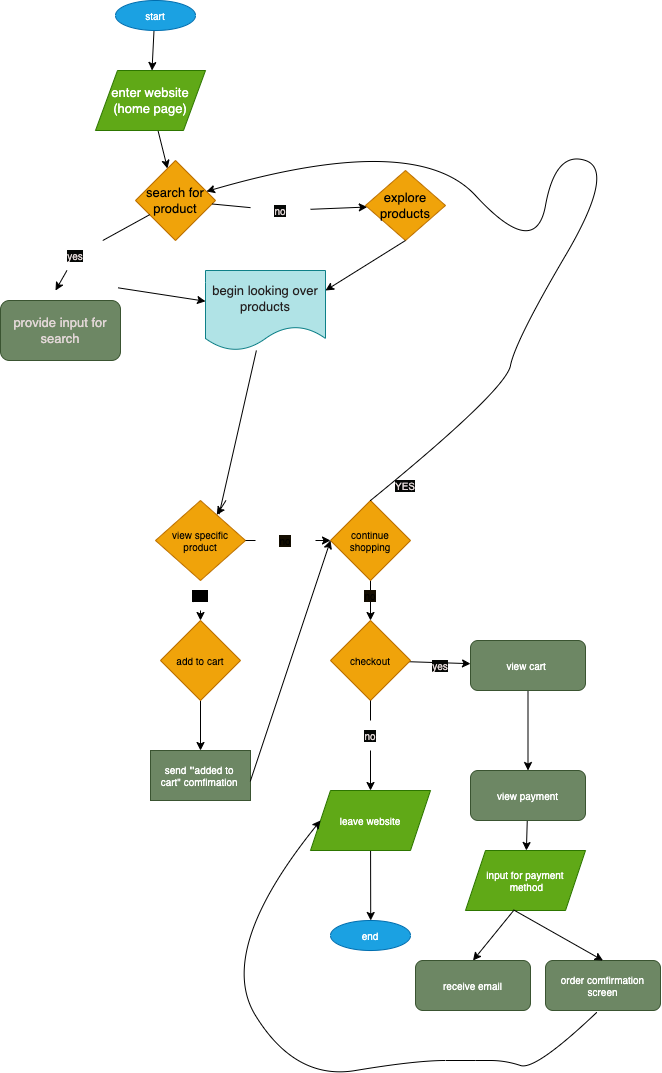 start
enter website
(home page)
search for
product
no
explore
products
yes
begin looking over
products
provide input for
search
YES
view specific
product
continue
shopping
add to cart
checkout
yes
view cart
send "added to
cart" comfimation
no
view payment
leave website
input for payment
method
end
receive email
order comfirmation
screen